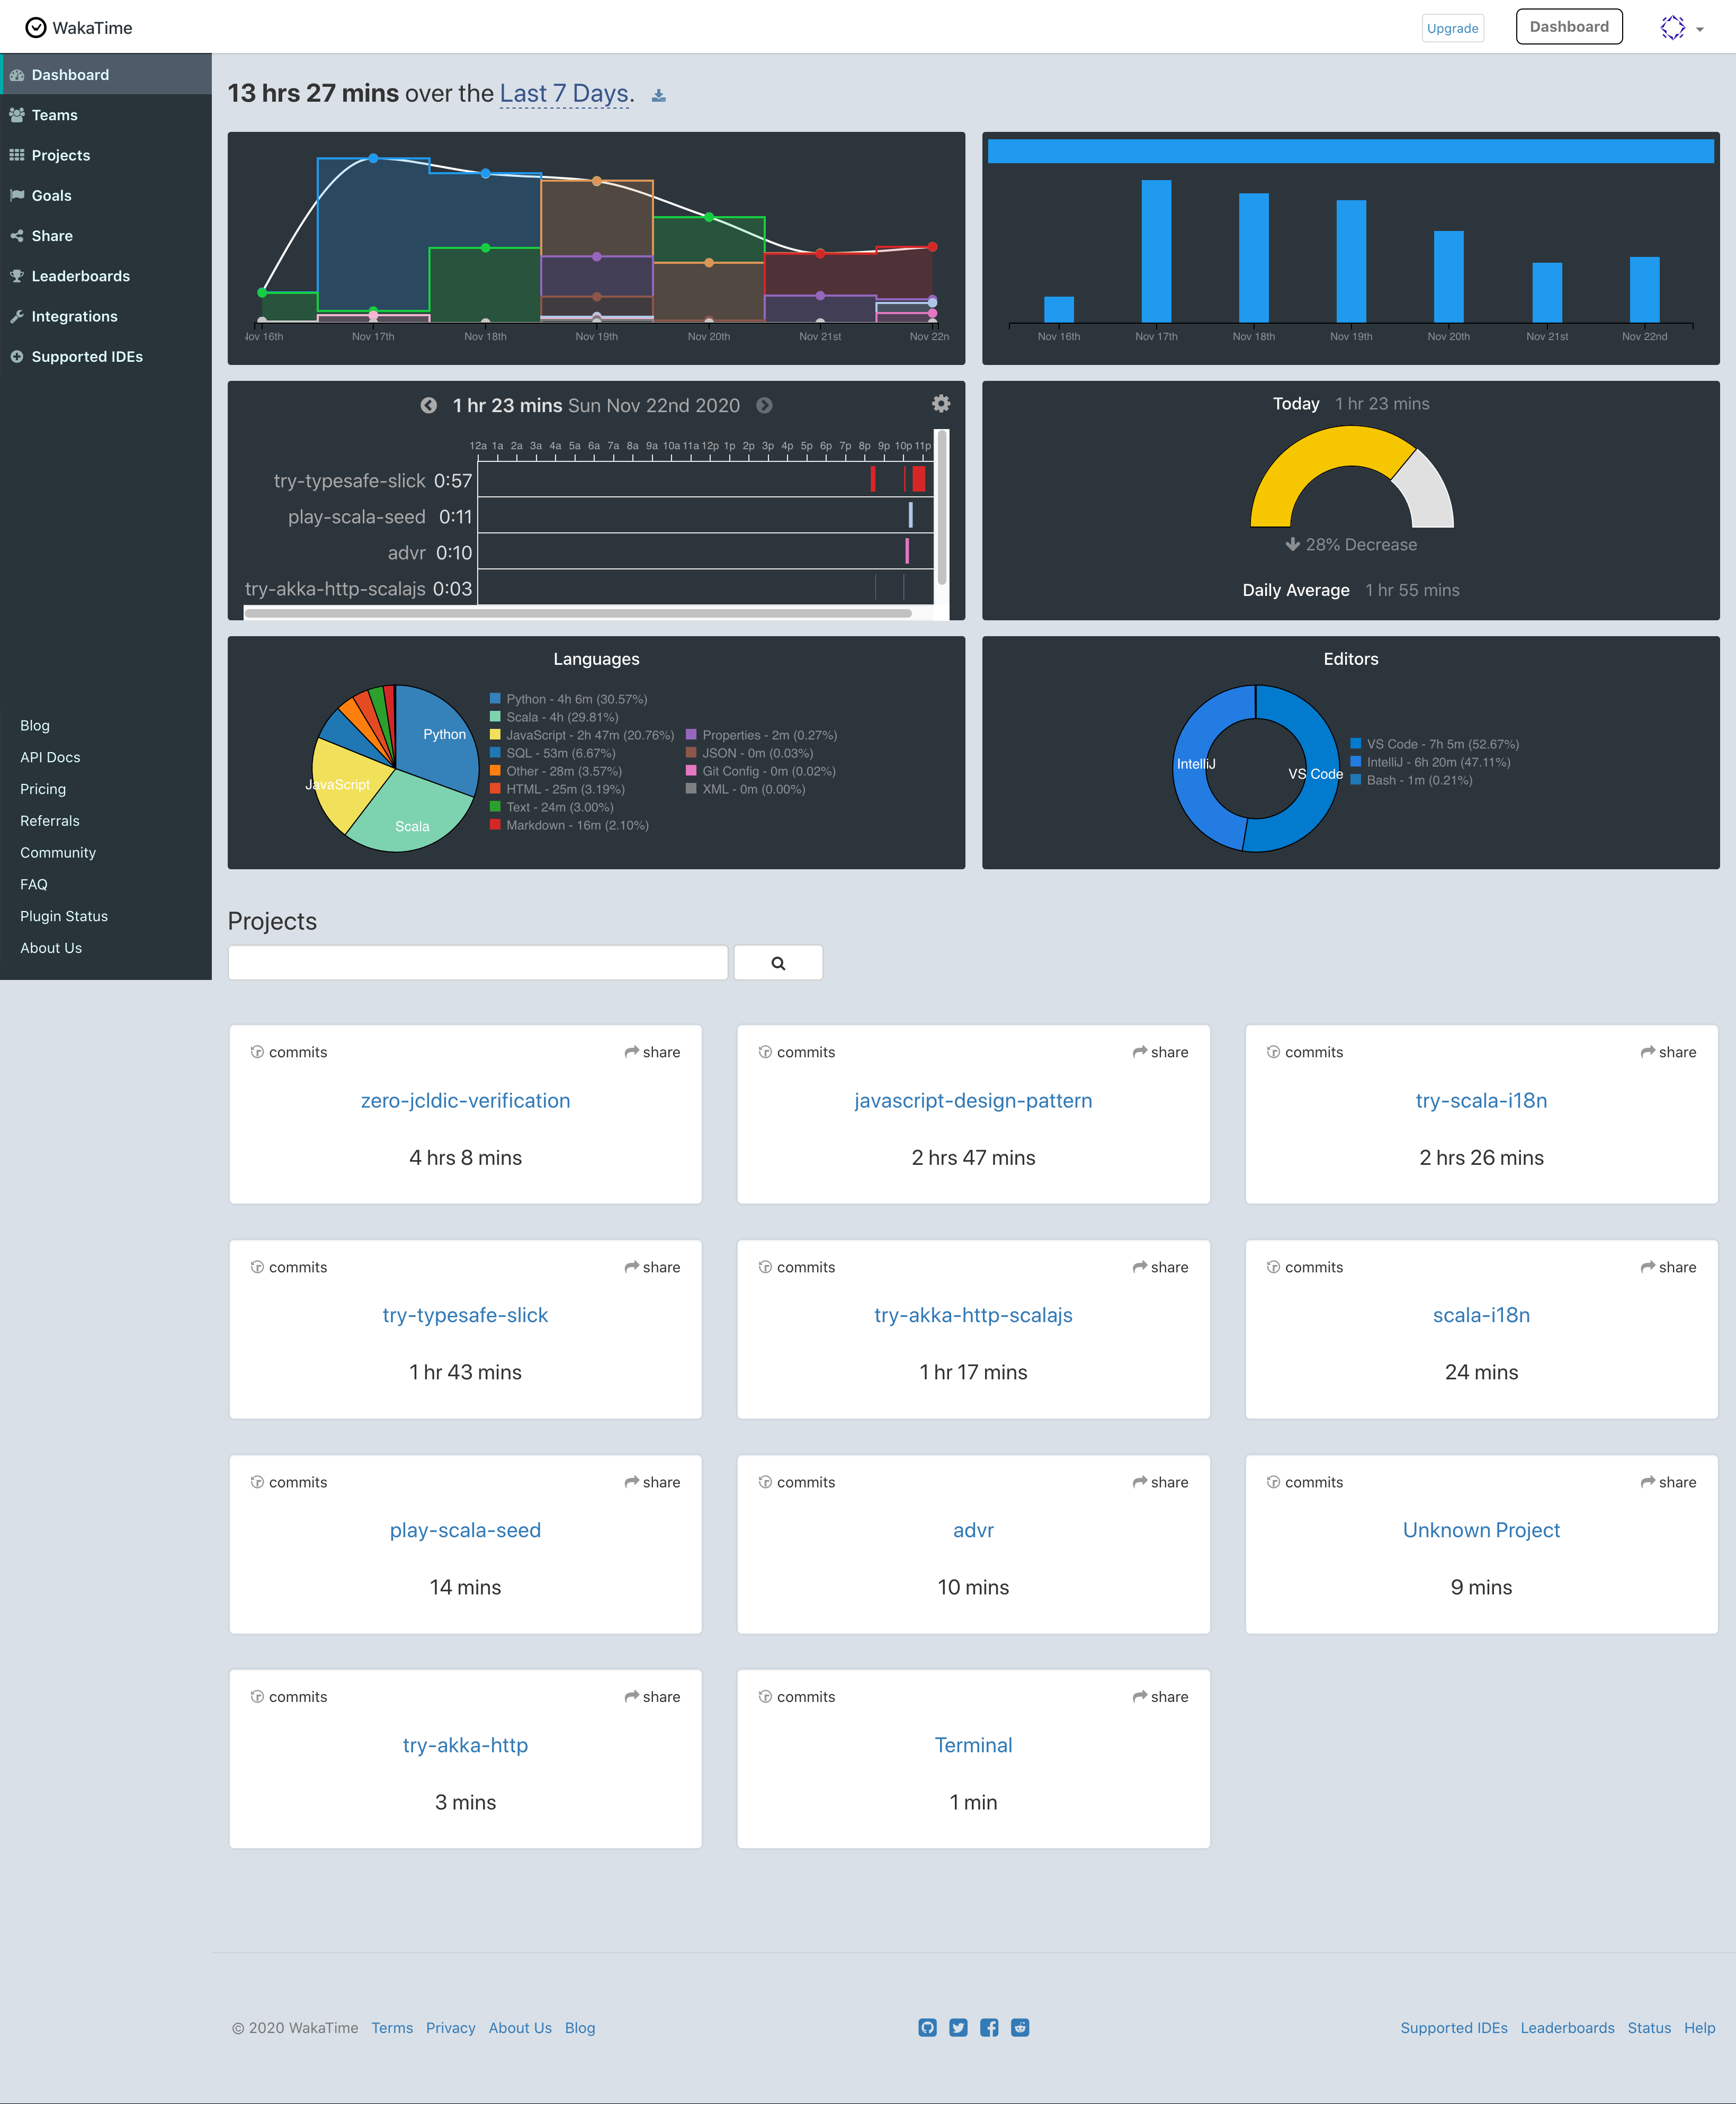 WakaTime
Upgrade
Dashboard
Dashboard
Teams
Projects
Goals
Share
Leaderboards
Integrations
Supported IDEs
Blog
API Docs
Pricing
Referrals
Community
FAQ
Plugin Status
About Us
13 hrs 27 mins over the Last 7 Days.
Nov 16th Nov 17th Nov 18th Nov 19th Nov 20th Nov 21st Nov 22n
Nov 16th Nov 17th Nov 18th Nov 19th Nov 20th Nov 21st Nov 22nd
1 hr 23 mins Sun Nov 22nd 2020
12a 1a 2a 3a 4a 5a 6a 7a 8a 9a 10a 11a 12p 1p 2p 3p 4p 5p 6p 7p 8p 9p 10p 11p
try-typesafe-slick 0:57
play-scala-seed 0:11
advr 0:10
try-akka-http-scalajs 0:03
Today 1 hr 23 mins
28% Decrease
Daily Average 1 hr 55 mins
Languages
Python
JavaScript
Scala
Python - 4h 6m (30.57%)
Scala - 4h (29.81%)
JavaScript - 2h 47m (20.76%)
SQL - 53m (6.67%)
Other - 28m (3.57%)
HTML - 25m (3.19%)
Text - 24m (3.00%)
Markdown - 16m (2.10%)
Properties - 2m (0.27%)
JSON - 0m (0.03%)
Git Config - 0m (0.02%)
XML - 0m (0.00%)
Editors
IntelliJ
VS Code
VS Code - 7h 5m (52.67%)
IntelliJ - 6h 20m (47.11%)
Bash - 1m (0.21%)
Projects
commits share
zero-jcldic-verification
4 hrs 8 mins
commits share
javascript-design-pattern
2 hrs 47 mins
commits share
try-scala-i18n
2 hrs 26 mins
commits share
try-typesafe-slick
1 hr 43 mins
commits share
try-akka-http-scalajs
1 hr 17 mins
commits share
scala-i18n
24 mins
commits share
play-scala-seed
14 mins
commits share
advr
10 mins
commits share
Unknown Project
9 mins
commits share
try-akka-http
3 mins
commits share
Terminal
1 min
© 2020 WakaTime Terms Privacy About Us Blog
Supported IDEs Leaderboards Status Help